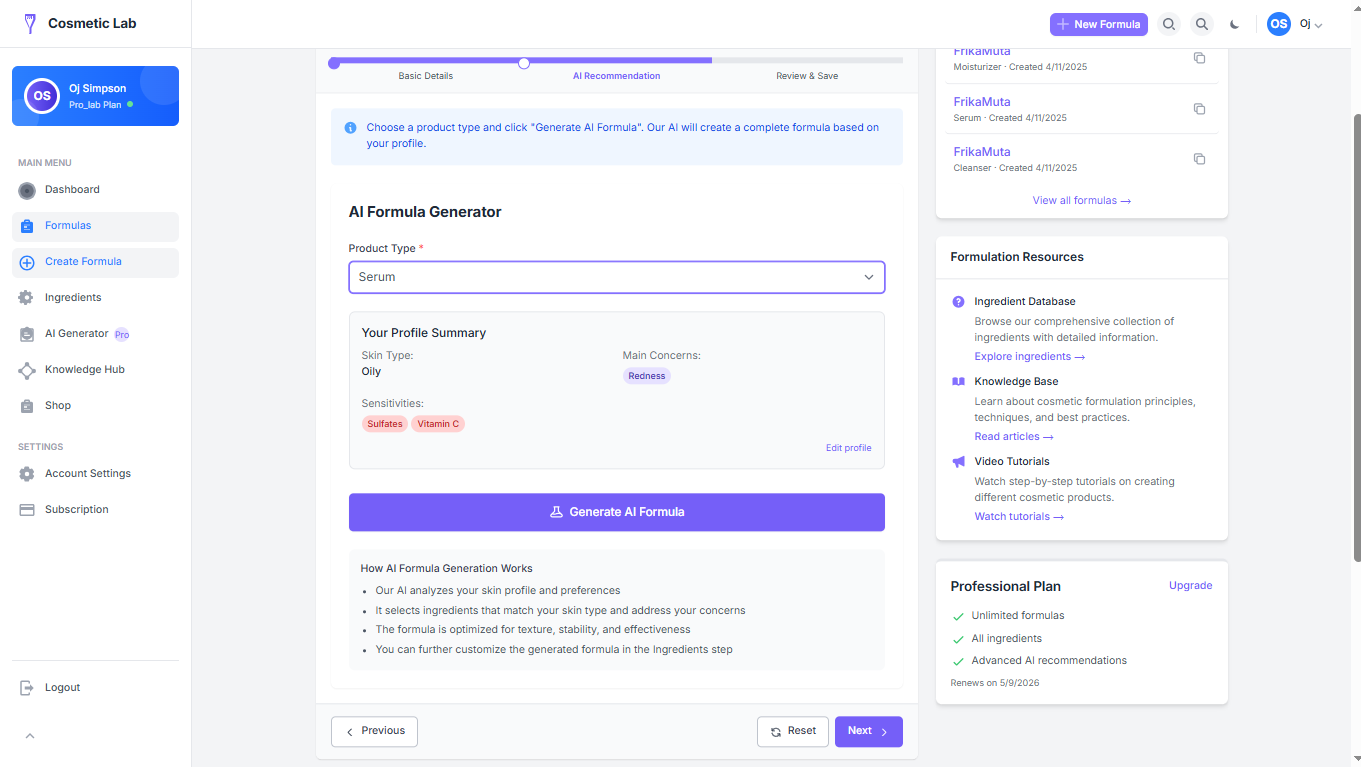 Cosmetic Lab
New Formula
OS
Oj
OS
Oj Simpson
Pro_lab Plan
MAIN MENU
Dashboard
Formulas
Create Formula
Ingredients
AI Generator Pro
Knowledge Hub
Shop
SETTINGS
Account Settings
Subscription
Logout
Basic Details
AI Recommendation
Review & Save
Choose a product type and click "Generate AI Formula". Our AI will create a complete formula based on
your profile.
AI Formula Generator
Product Type *
Serum
Your Profile Summary
Skin Type:
Oily
Main Concerns:
Redness
Sensitivities:
Sulfates Vitamin C
Edit profile
Generate AI Formula
How AI Formula Generation Works
• Our AI analyzes your skin profile and preferences
• It selects ingredients that match your skin type and address your concerns
• The formula is optimized for texture, stability, and effectiveness
• You can further customize the generated formula in the Ingredients step
Previous
Reset
Next
FrikaMuta
Moisturizer · Created 4/11/2025
FrikaMuta
Serum · Created 4/11/2025
FrikaMuta
Cleanser · Created 4/11/2025
View all formulas →
Formulation Resources
Ingredient Database
Browse our comprehensive collection of
ingredients with detailed information.
Explore ingredients →
Knowledge Base
Learn about cosmetic formulation principles,
techniques, and best practices.
Read articles →
Video Tutorials
Watch step-by-step tutorials on creating
different cosmetic products.
Watch tutorials →
Professional Plan
Upgrade
Unlimited formulas
All ingredients
Advanced AI recommendations
Renews on 5/9/2026